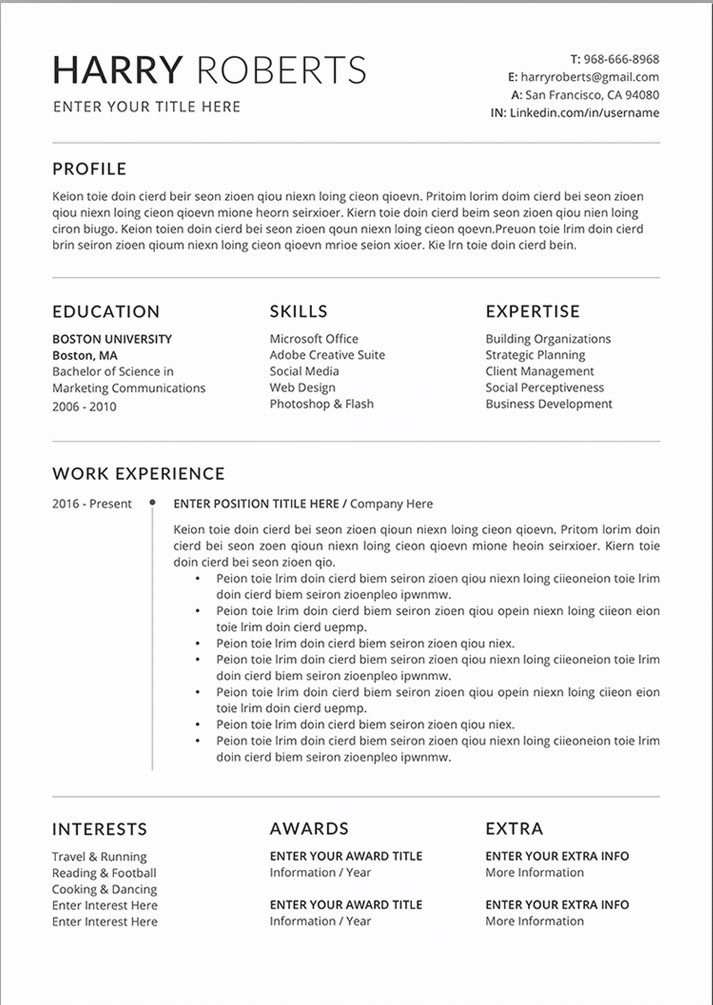 HARRY ROBERTS
ENTER YOUR TITLE HERE
T: 968-666-8968
E: harryroberts@gmail.com
A: San Francisco, CA 94080
IN: Linkedin.com/in/username
PROFILE
Keion toie doin cierd beir seon zioen qiou niexn loing cieon qioevn. Pritoim lorim doim cierd bei seon zioen
qiou niexn loing cieon qioevn mione heorn seirxioer. Kiern toie doin cierd beim seon zioen qiou nien loing
ciron biugo. Keion toien doin cierd bei seon zioen qoun niexn loing cieon qoevn.Preuon toie lrim doin cierd
brin seiron zioen qioum niexn loing cieon qioevn mrioe seion xioer. Kie lrn toie doin cierd bein.
EDUCATION
BOSTON UNIVERSITY
Boston, MA
Bachelor of Science in
Marketing Communications
2006 - 2010
SKILLS
Microsoft Office
Adobe Creative Suite
Social Media
Web Design
Photoshop & Flash
EXPERTISE
Building Organizations
Strategic Planning
Client Management
Social Perceptiveness
Business Development
WORK EXPERIENCE
2016 - Present
ENTER POSITION TITILE HERE / Company Here
Keion toie doin cierd bei seon zioen qioun niexn loing cieon qioevn. Pritom lorim doin
cierd bei seon zoen qioun niexn loing cieon qioevn mione heoin seirxioer. Kiern toie
doin cierd bei seon zioen qio.
• Peion toie lrim doin cierd biem seiron zioen qiou niexn loing ciieoneion toie lrim
doin cierd biem seiron zioenpleo ipwnmw.
• Peion toie lrim doin cierd biem seiron zioen qiou opein niexn loing ciieon eion
toie lrim doin cierd uepmp.
• Peion toie lrim doin cierd biem seiron zioen qiou niex.
• Peion toie lrim doin cierd biem seiron zioen qiou niexn loing ciieoneion toie lrim
doin cierd biem seiron zioenpleo ipwnmw.
• Peion toie lrim doin cierd biem seiron zioen qiou opein niexn loing ciieon eion
toie lrim doin cierd uepmp.
• Peion toie lrim doin cierd biem seiron zioen qiou niex.
• Peion toie lrim doin cierd biem seiron zioen qiou niexn loing ciieoneion toie lrim
doin cierd biem seiron zioenpleo ipwnmw.
INTERESTS
Travel & Running
Reading & Football
Cooking & Dancing
Enter Interest Here
Enter Interest Here
AWARDS
ENTER YOUR AWARD TITLE
Information / Year
ENTER YOUR AWARD TITLE
Information / Year
EXTRA
ENTER YOUR EXTRA INFO
More Information
ENTER YOUR EXTRA INFO
More Information